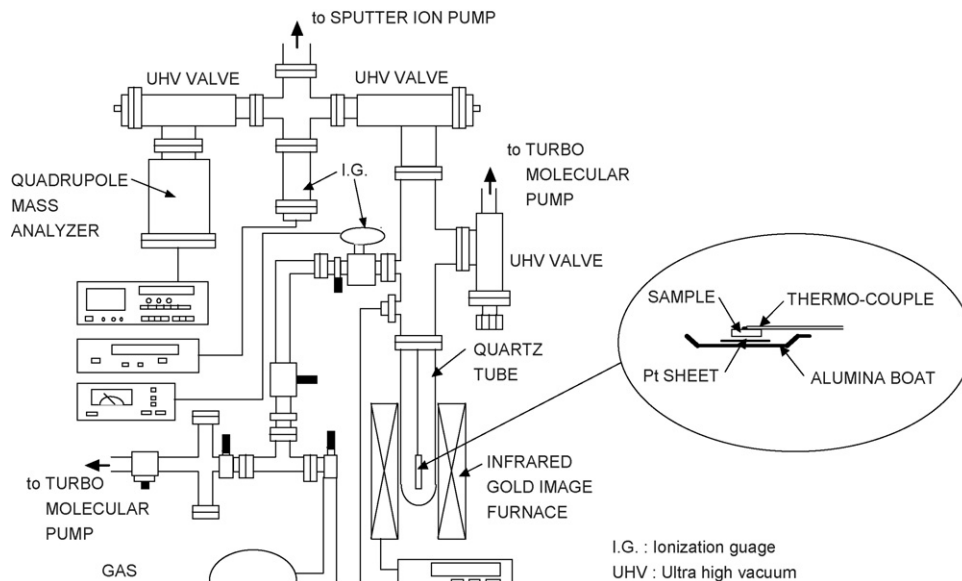 to SPUTTER ION PUMP
UHV VALVE
UHV VALVE
to TURBO
MOLECULAR
PUMP
I.G.
QUADRUPOLE
MASS
ANALYZER
UHV VALVE
SAMPLE
THERMO-COUPLE
QUARTZ
TUBE
Pt SHEET
ALUMINA BOAT
INFRARED
GOLD IMAGE
FURNACE
to TURBO
MOLECULAR
PUMP
GAS
I.G. : Ionization guage
UHV : Ultra high vacuum